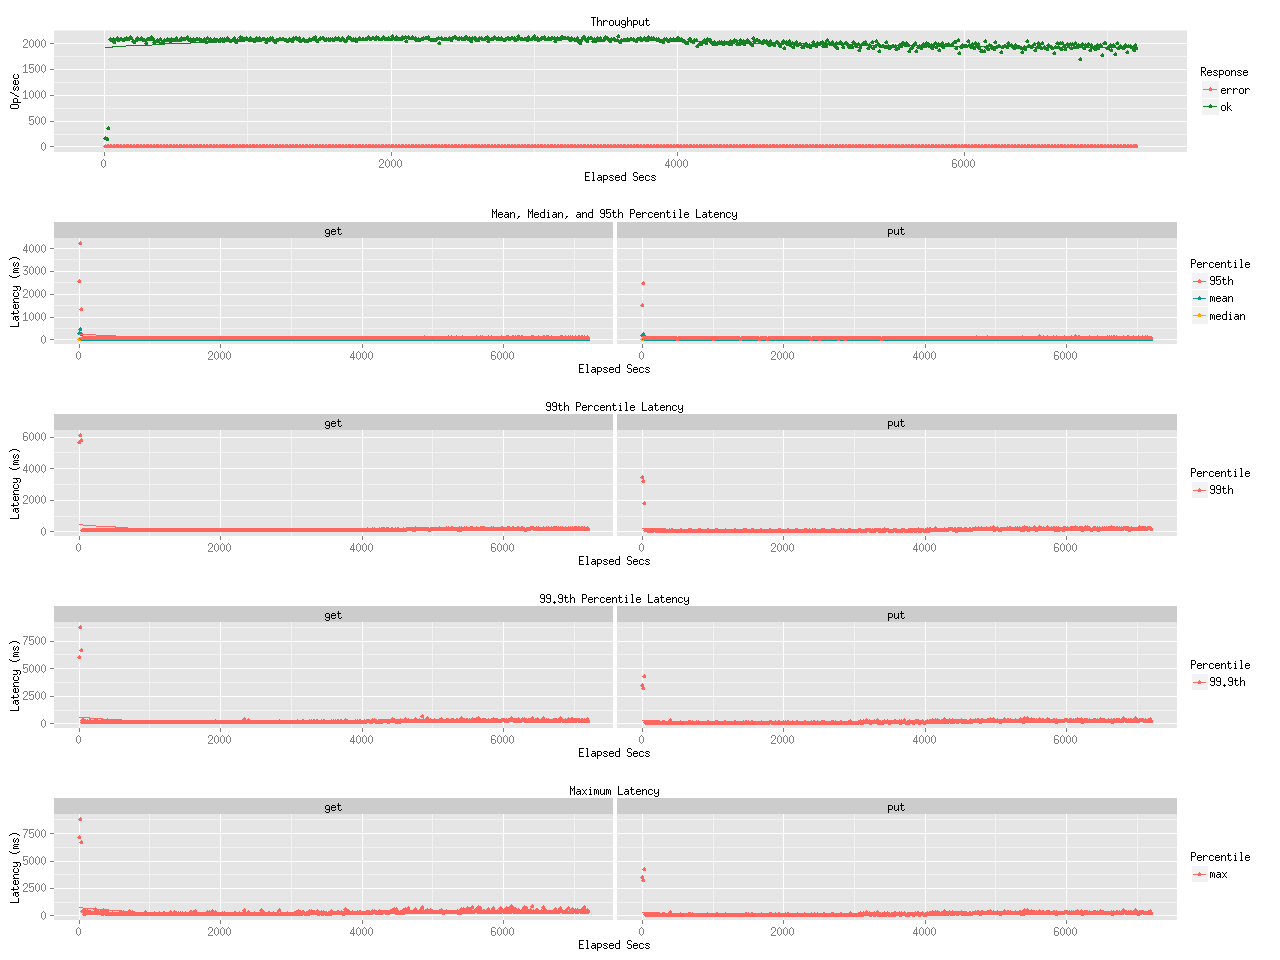 Throughput
Op/sec
2000
1500
1000
500
0
0 2000 4000 6000
Elapsed Secs
Response
error
ok
Mean, Median, and 95th Percentile Latency
get put
Latency (ms)
4000
3000
2000
1000
0
0 2000 4000 6000 0 2000 4000 6000
Elapsed Secs
Percentile
95th
mean
median
99th Percentile Latency
get put
Latency (ms)
6000
4000
2000
0
0 2000 4000 6000 0 2000 4000 6000
Elapsed Secs
Percentile
99th
99.9th Percentile Latency
get put
Latency (ms)
7500
5000
2500
0
0 2000 4000 6000 0 2000 4000 6000
Elapsed Secs
Percentile
99.9th
Maximum Latency
get put
Latency (ms)
7500
5000
2500
0
0 2000 4000 6000 0 2000 4000 6000
Elapsed Secs
Percentile
max